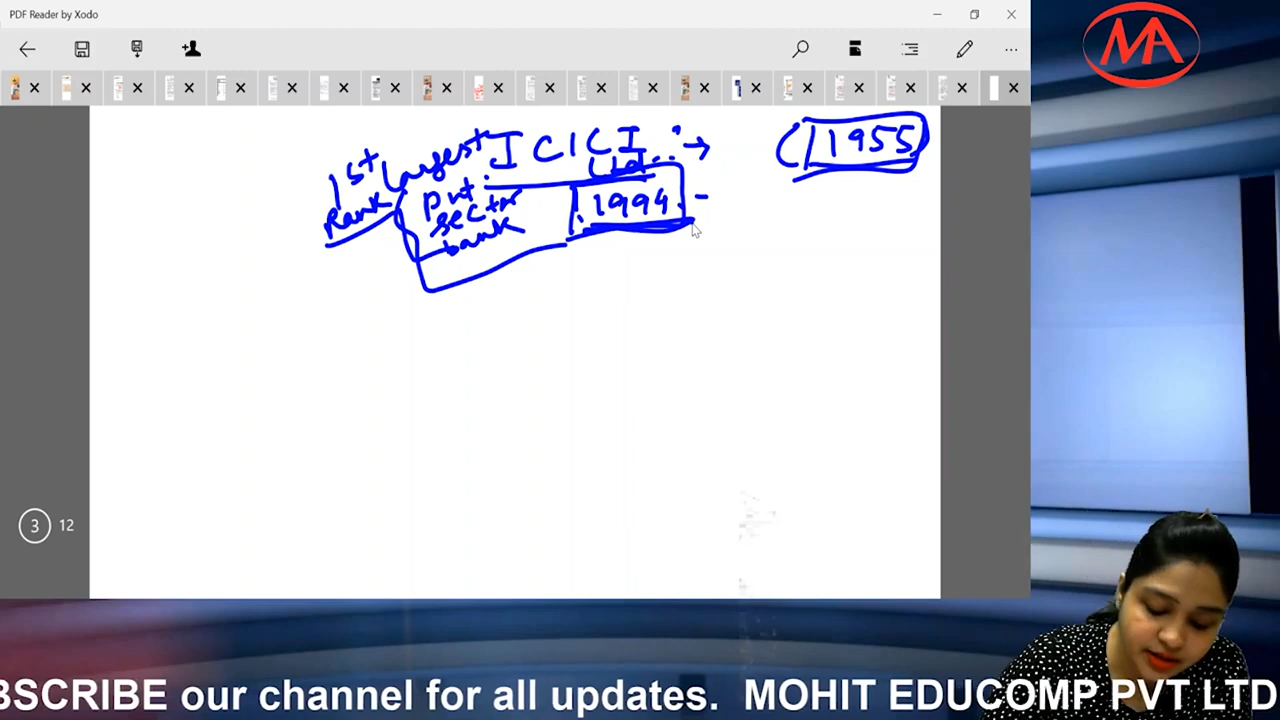 PDF Reader by Xodo
MA
1st largest ICICI → (1955)
Ltd..
Rank pvt. 1994. -
sector
bank
3 12
BSCRIBE our channel for all updates. MOHIT EDUCOMP PVT LTD